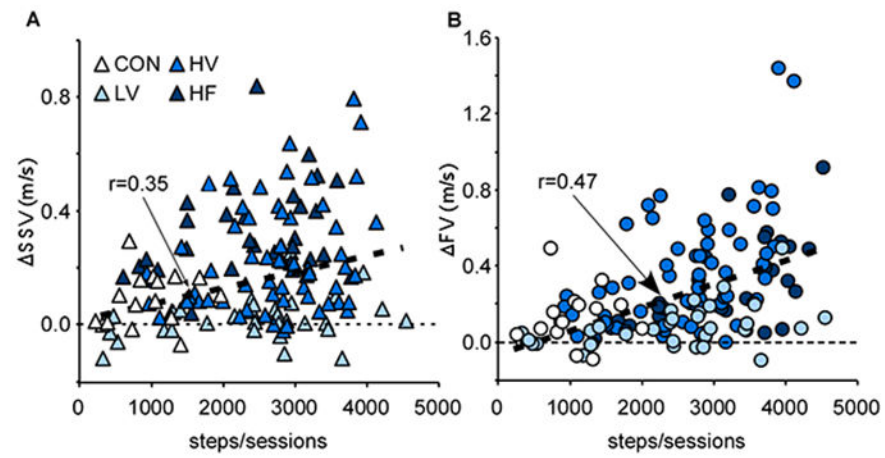 A
CON HV
LV HF
0.8
0.4
0.0
r=0.35
ΔSSV (m/s)
0 1000 2000 3000 4000 5000
steps/sessions
B
1.6
1.2
0.8
0.4
0.0
r=0.47
ΔFV (m/s)
0 1000 2000 3000 4000 5000
steps/sessions